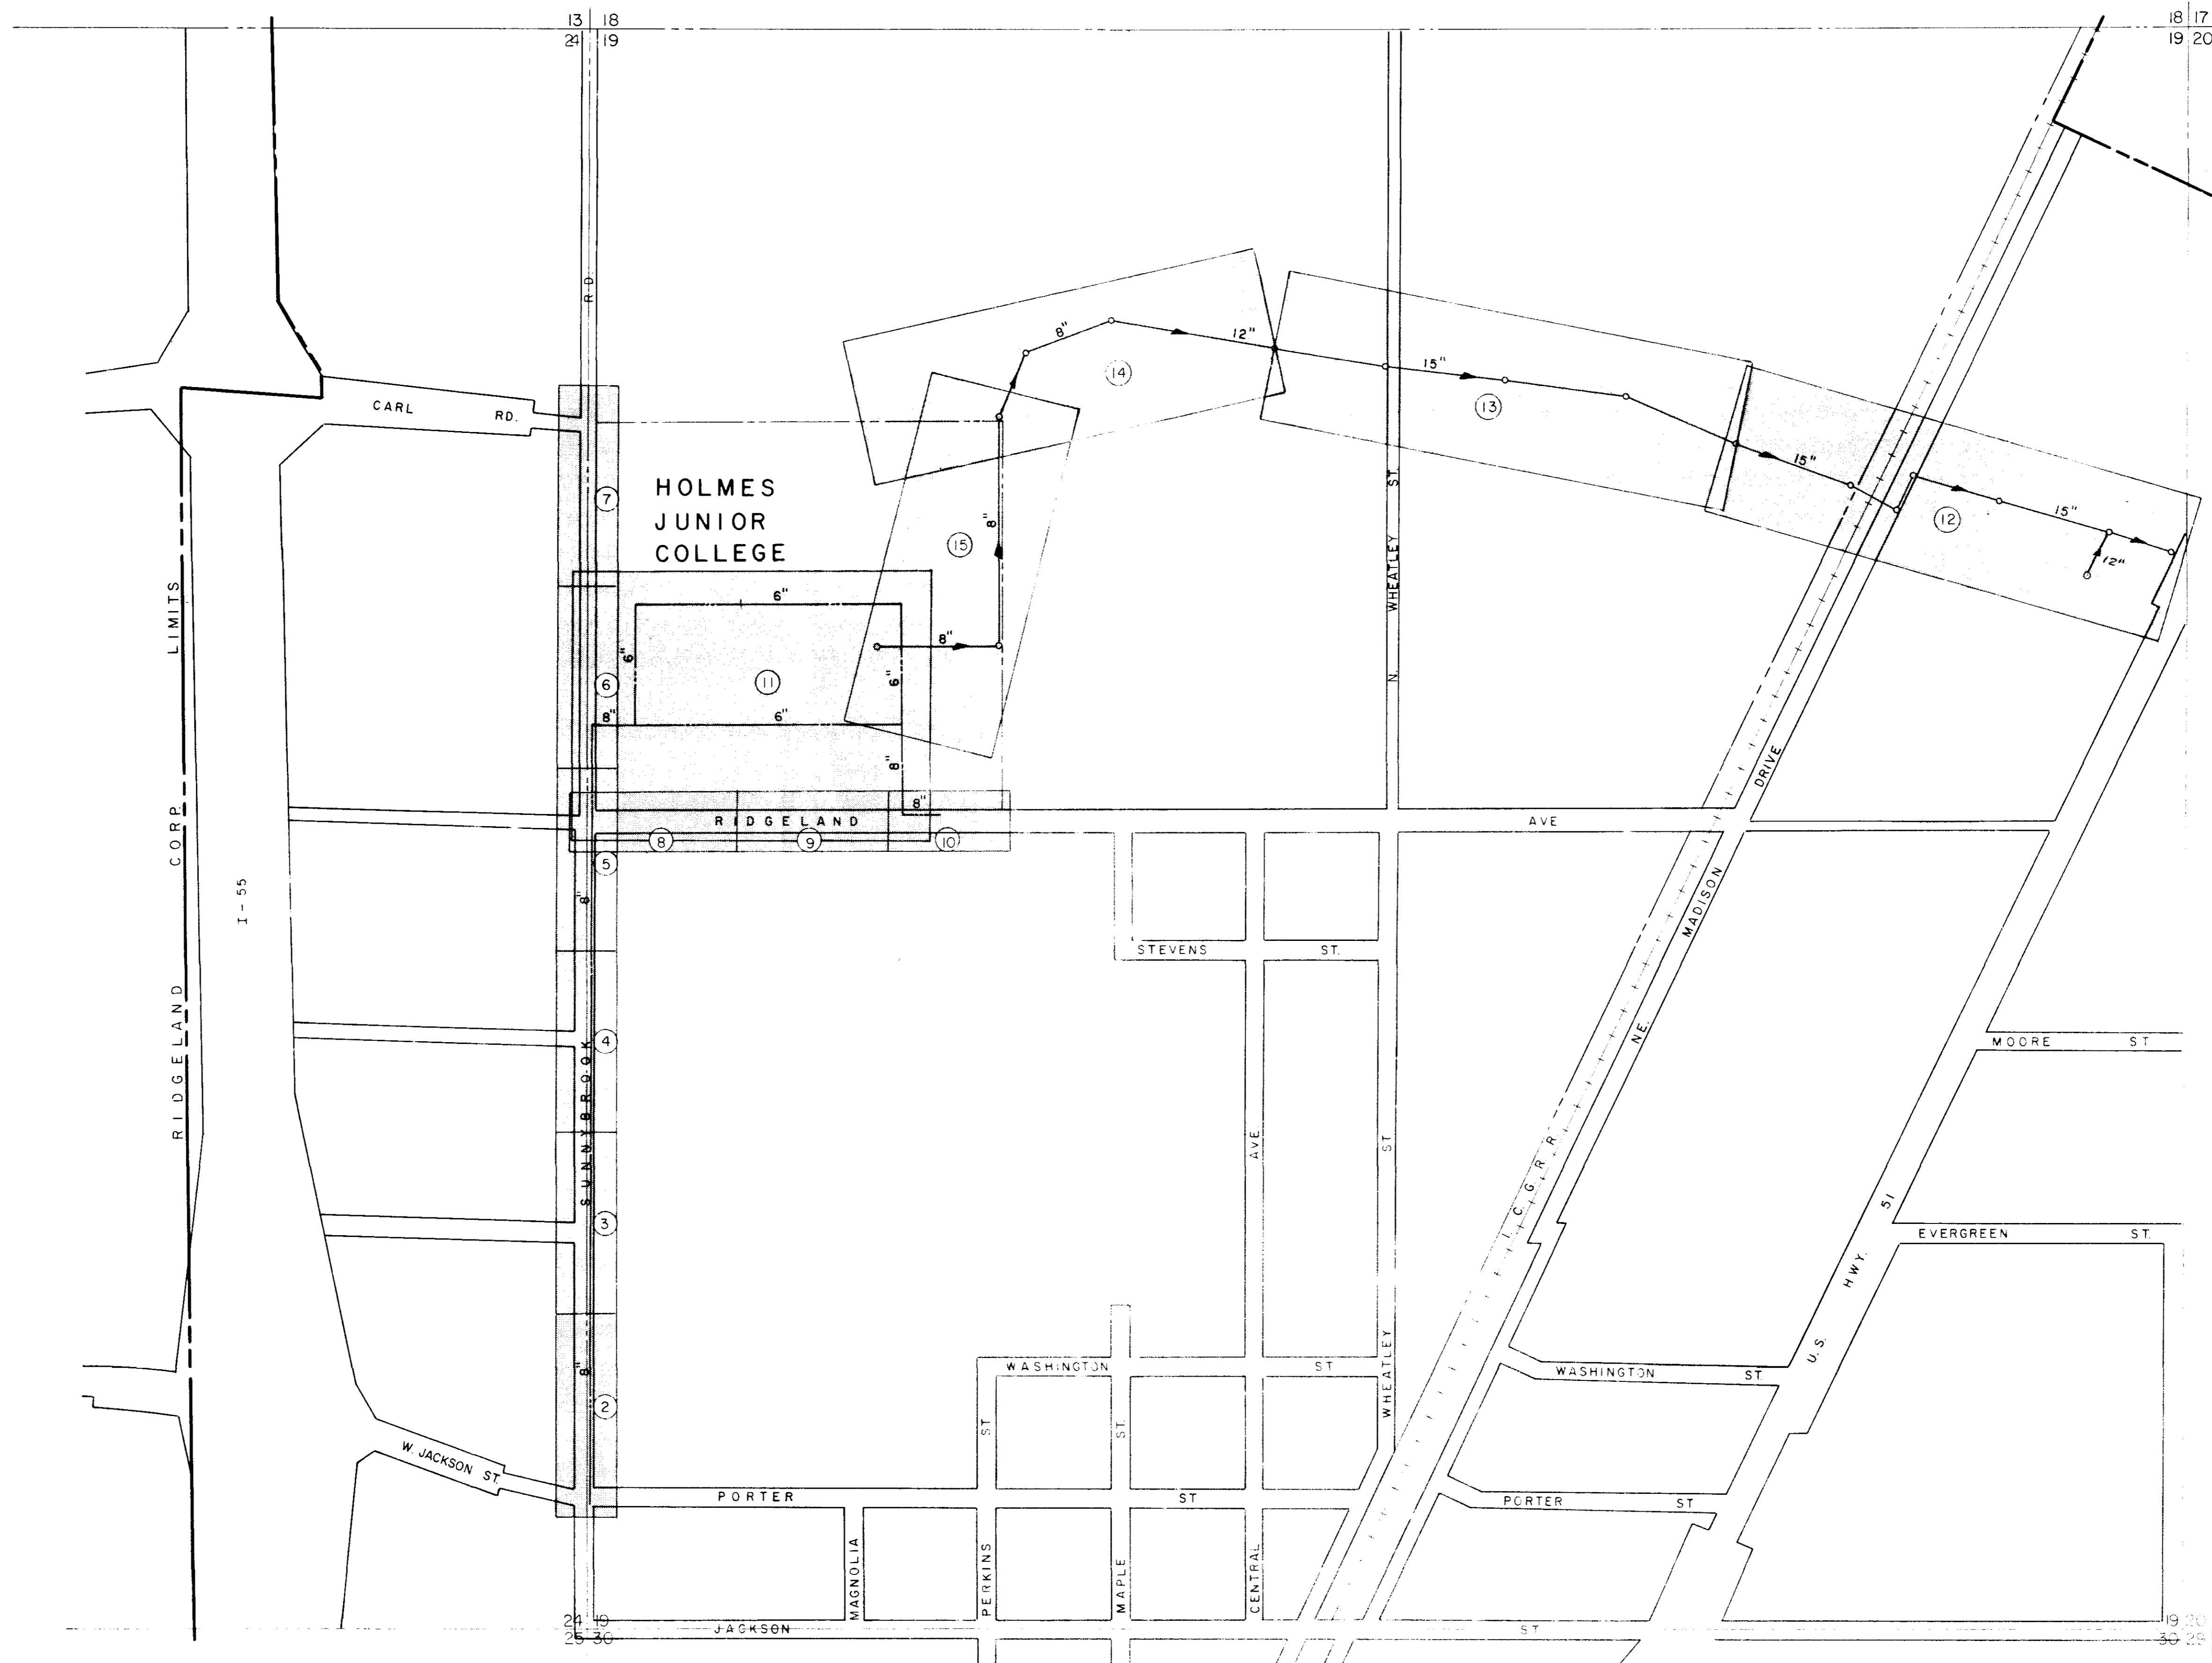 13 18
18 17
24 19
19 20
RD
8"
12"
15"
14
CARL RD.
13
15"
HOLMES
JUNIOR
COLLEGE
7
8"
15
15"
12
12"
LIMITS
6"
N. WHEATLEY ST.
8"
6"
6
11
6"
8"
6"
8"
DRIVE
CORP.
8"
RIDGELAND
AVE
8
9
10
5
8"
I-55
MADISON
STEVENS ST.
RIDGELAND
NE.
4
SUNNYBROOK
MOORE ST
AVE
ST
I C G R R
3
U.S. HWY. 51
EVERGREEN ST.
8"
2
WASHINGTON ST
WHEATLEY
WASHINGTON ST
ST
ST.
W. JACKSON ST.
PORTER ST
PORTER ST
MAGNOLIA
PERKINS
MAPLE
CENTRAL
24 19
25 30
JACKSON ST
19 20
30 29